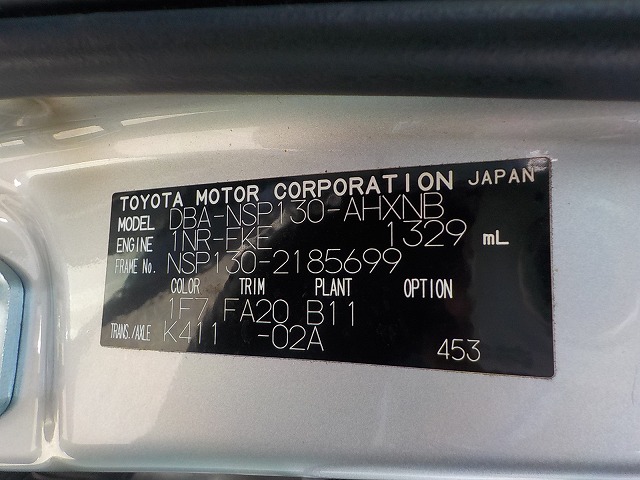 TOYOTA MOTOR CORPORATION JAPAN
MODEL DBA-NSP130-AHXNB
ENGINE 1NR-FKE 1329 mL
FRAME No. NSP130-2185699
COLOR TRIM PLANT OPTION
1F7 FA20 B11
TRANS./AXLE K411 -02A
453